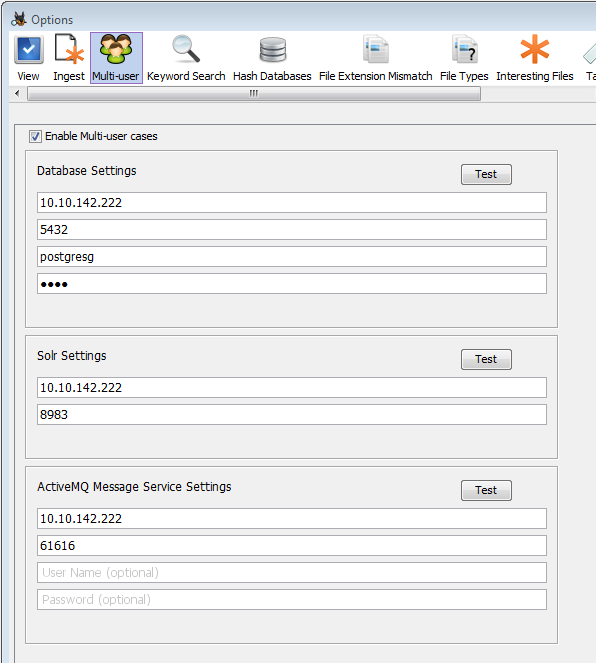 Options
View Ingest Multi-user Keyword Search Hash Databases File Extension Mismatch File Types Interesting Files Ta
Enable Multi-user cases
Database Settings Test
10.10.142.222
5432
postgresg
●●●●
Solr Settings Test
10.10.142.222
8983
ActiveMQ Message Service Settings Test
10.10.142.222
61616
User Name (optional)
Password (optional)